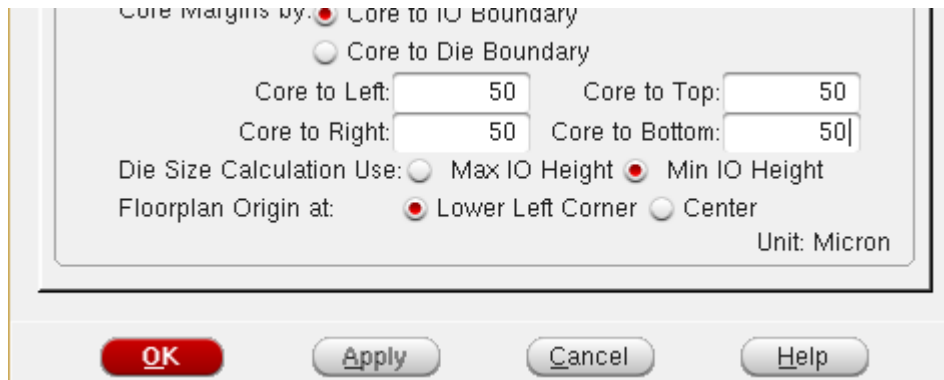 Core Margins by: Core to IO Boundary
Core to Die Boundary
Core to Left: 50 Core to Top: 50
Core to Right: 50 Core to Bottom: 50
Die Size Calculation Use: Max IO Height Min IO Height
Floorplan Origin at: Lower Left Corner Center
Unit: Micron
OK Apply Cancel Help